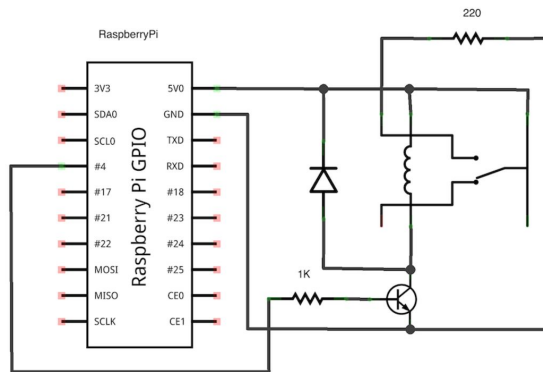 220
RaspberryPi
3V3
5V0
SDA0
GND
SCL0
TXD
#4
RXD
#17
#18
#21
#23
#22
#24
MOSI
#25
MISO
CE0
SCLK
CE1
Raspberry Pi GPIO
1K